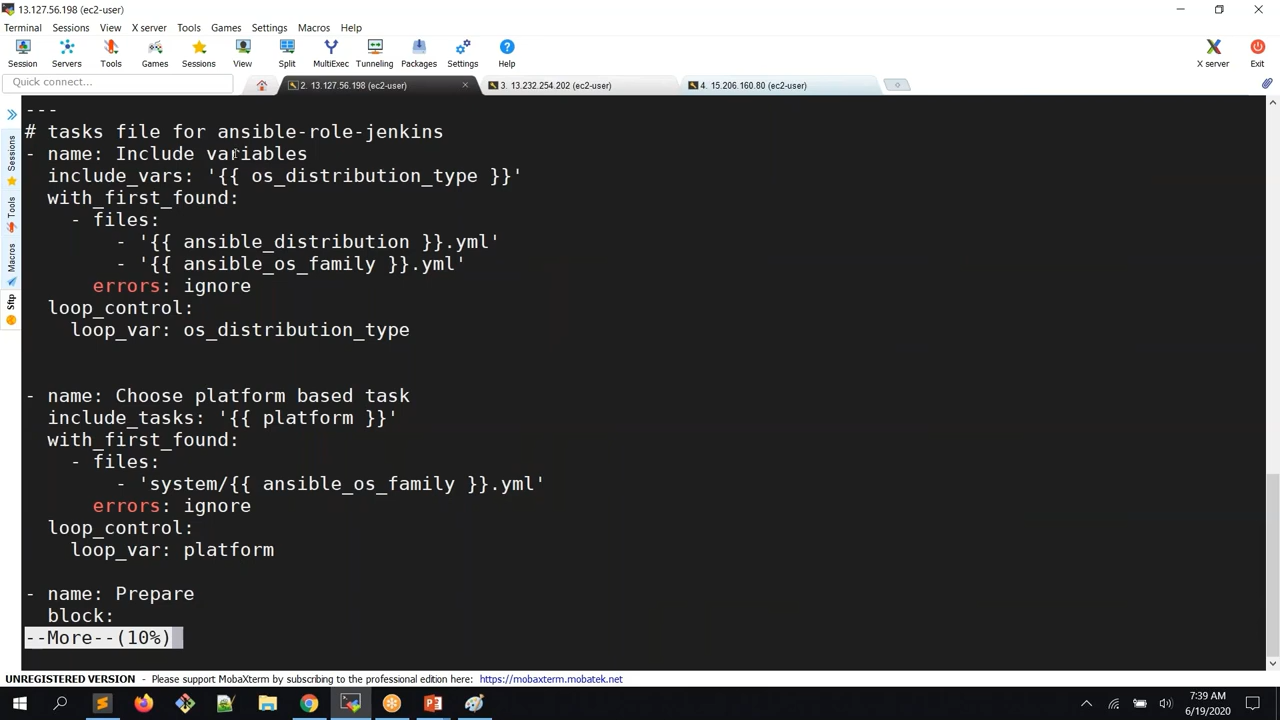 13.127.56.198 (ec2-user)
Terminal Sessions View X server Tools Games Settings Macros Help
Session Servers Tools Games Sessions View Split MultiExec Tunneling Packages Settings Help X server Exit
Quick connect...
2. 13.127.56.198 (ec2-user)
3. 13.232.254.202 (ec2-user)
4. 15.206.160.80 (ec2-user)
Sessions
Tools
Macros
Sftp
---
# tasks file for ansible-role-jenkins
- name: Include variables
  include_vars: '{{ os_distribution_type }}'
  with_first_found:
    - files:
        - '{{ ansible_distribution }}.yml'
        - '{{ ansible_os_family }}.yml'
      errors: ignore
  loop_control:
    loop_var: os_distribution_type
- name: Choose platform based task
  include_tasks: '{{ platform }}'
  with_first_found:
    - files:
        - 'system/{{ ansible_os_family }}.yml'
      errors: ignore
  loop_control:
    loop_var: platform
- name: Prepare
  block:
--More--(10%)
UNREGISTERED VERSION - Please support MobaXterm by subscribing to the professional edition here: https://mobaxterm.mobatek.net
7:39 AM
6/19/2020